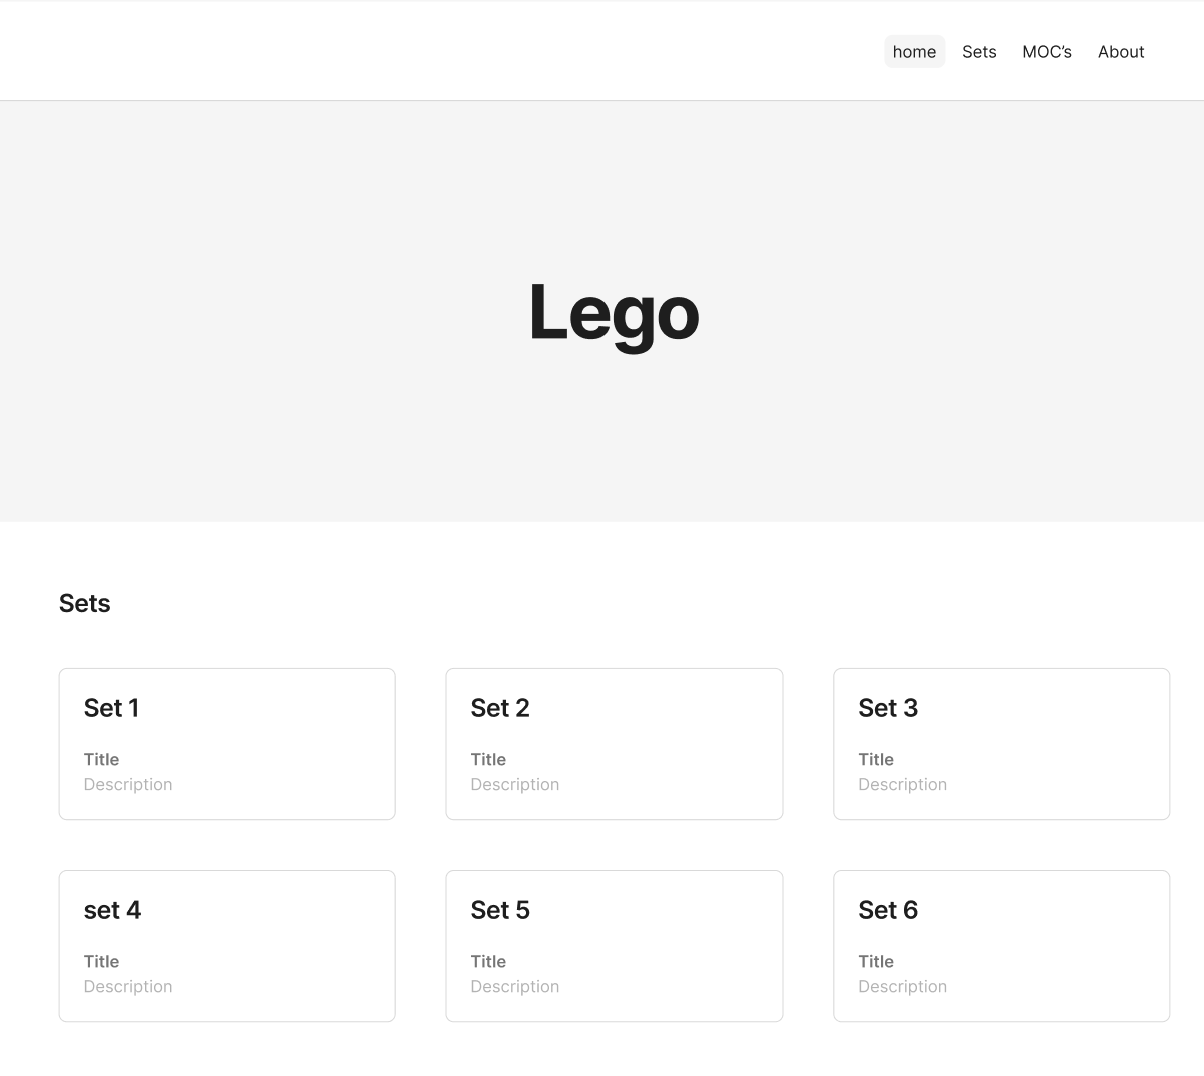 home Sets MOC’s About
Lego
Sets
Set 1
Title
Description
Set 2
Title
Description
Set 3
Title
Description
set 4
Title
Description
Set 5
Title
Description
Set 6
Title
Description